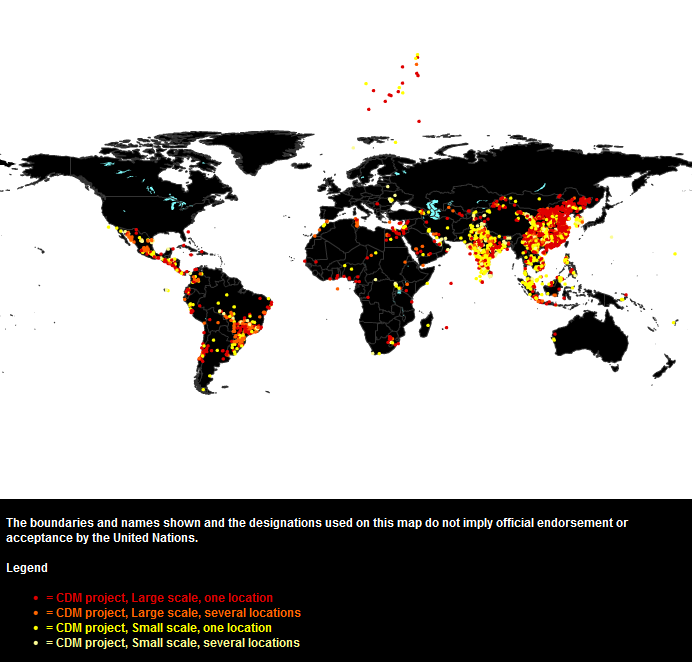 The boundaries and names shown and the designations used on this map do not imply official endorsement or
acceptance by the United Nations.
Legend
• = CDM project, Large scale, one location
• = CDM project, Large scale, several locations
• = CDM project, Small scale, one location
• = CDM project, Small scale, several locations